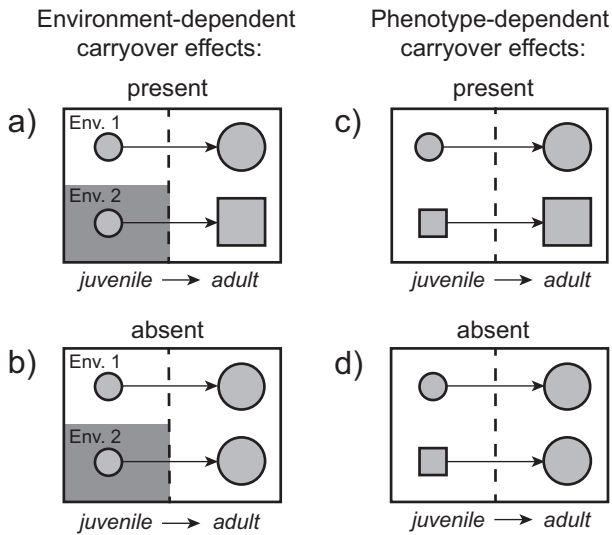 Environment-dependent
carryover effects:
present
a)
Env. 1
Env. 2
juvenile → adult
absent
b)
Env. 1
Env. 2
juvenile → adult
Phenotype-dependent
carryover effects:
present
c)
juvenile → adult
absent
d)
juvenile → adult